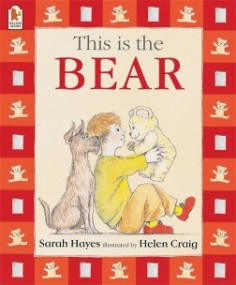 This is the
BEAR
Sarah Hayes illustrated by Helen Craig